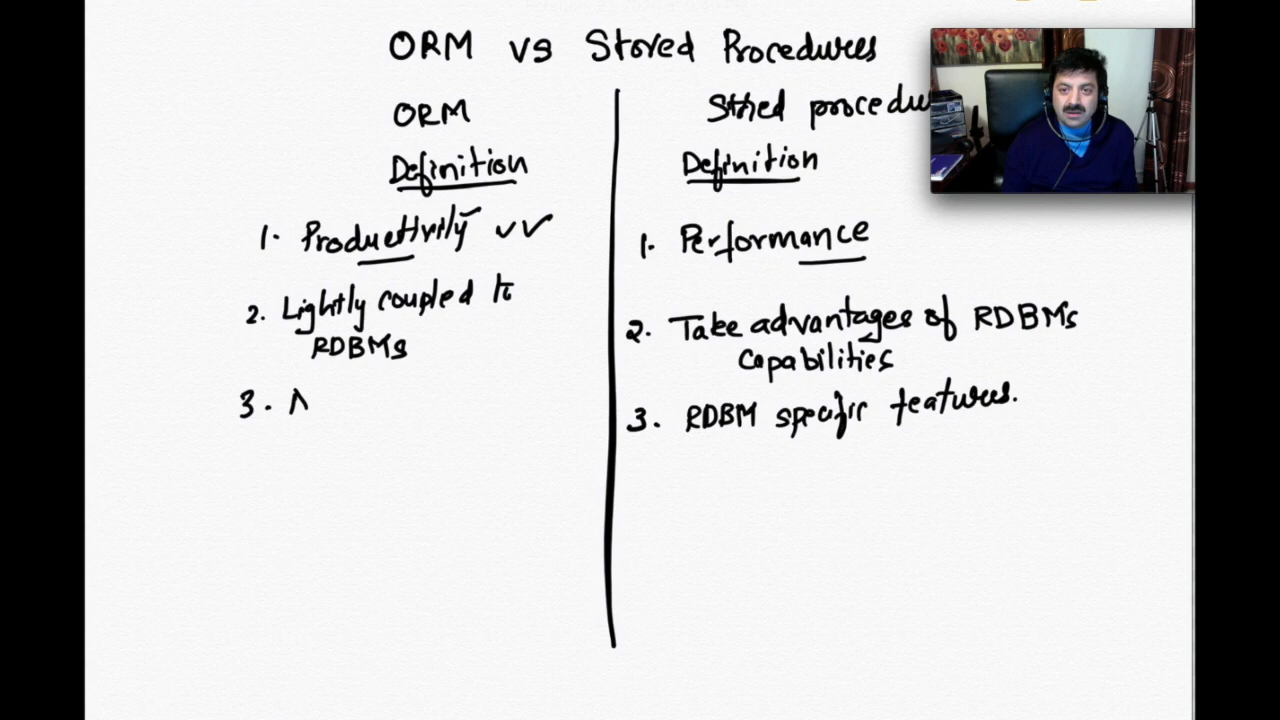 ORM vs Stored Procedures
ORM
Definition
1. Productivity
2. Lightly coupled to
RDBMs
3.
Stored procedu
Definition
1. Performance
2. Take advantages of RDBMs
Capabilities
3. RDBM specific features.